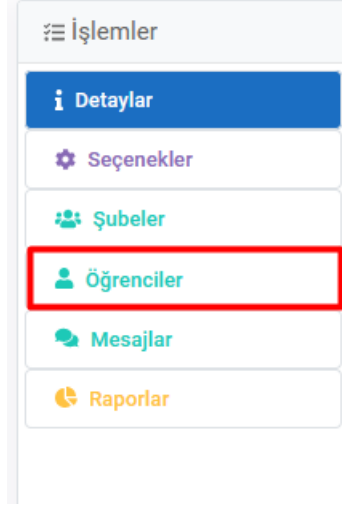 İşlemler
Detaylar
Seçenekler
Şubeler
Öğrenciler
Mesajlar
Raporlar